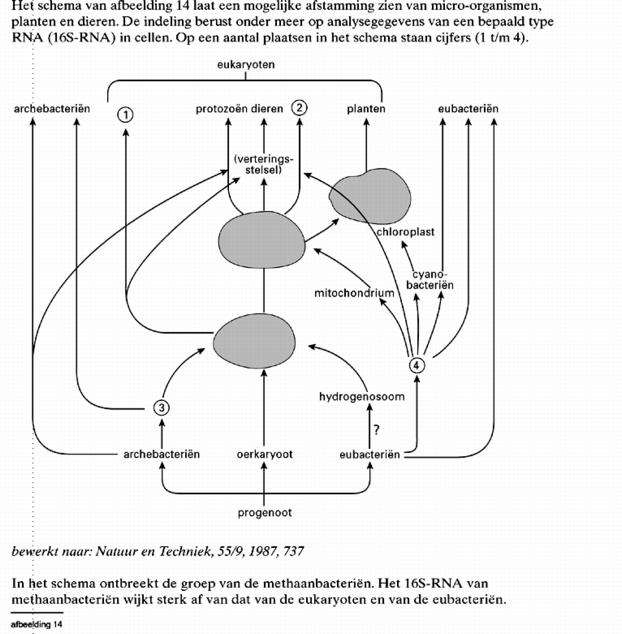 Het schema van afbeelding 14 laat een mogelijke afstamming zien van micro-organismen,
planten en dieren. De indeling berust onder meer op analysegegevens van een bepaald type
RNA (16S-RNA) in cellen. Op een aantal plaatsen in het schema staan cijfers (1 t/m 4).
eukaryoten
archebacteriën 1 protozoën dieren 2 planten eubacteriën
(verterings-
stelsel)
chloroplast
cyano-
bacteriën
mitochondrium
4
hydrogenosoom
3
?
archebacteriën oerkaryoot eubacteriën
progenoot
bewerkt naar: Natuur en Techniek, 55/9, 1987, 737
In het schema ontbreekt de groep van de methaanbacteriën. Het 16S-RNA van
methaanbacteriën wijkt sterk af van dat van de eukaryoten en van de eubacteriën.
afbeelding 14